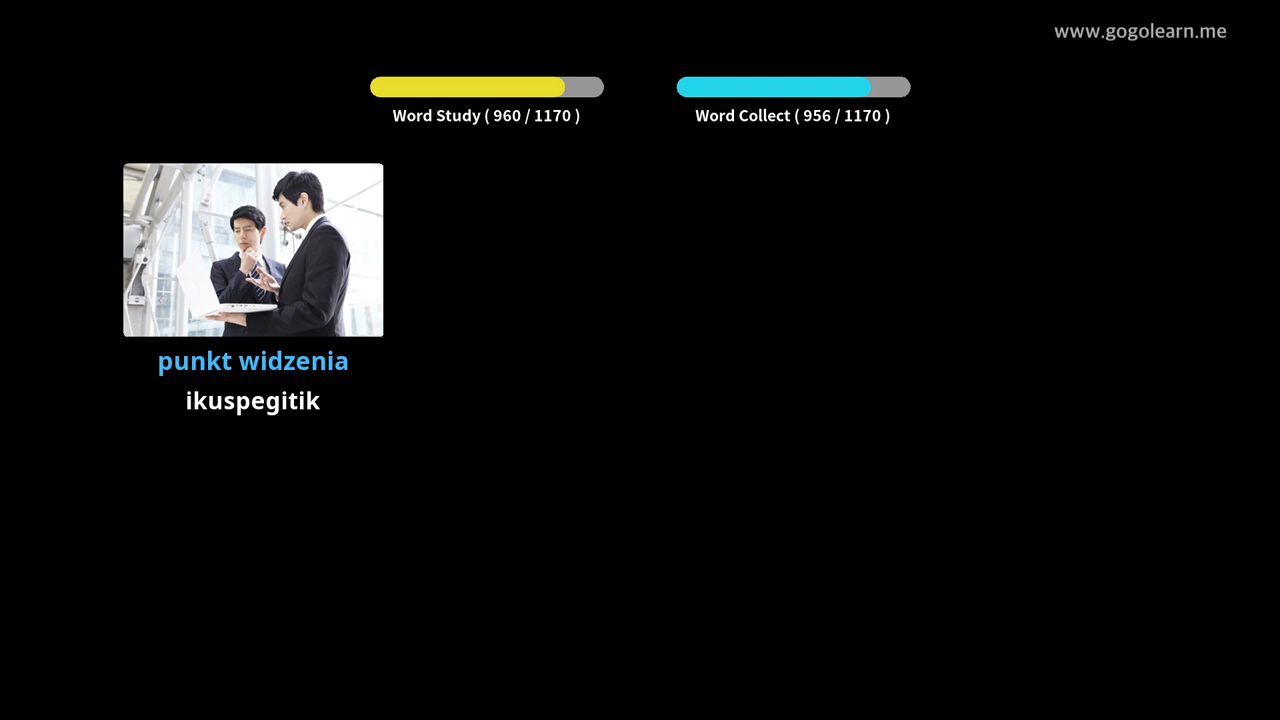 www.gogolearn.me
Word Study ( 960 / 1170 )
Word Collect ( 956 / 1170 )
punkt widzenia
ikuspegitik